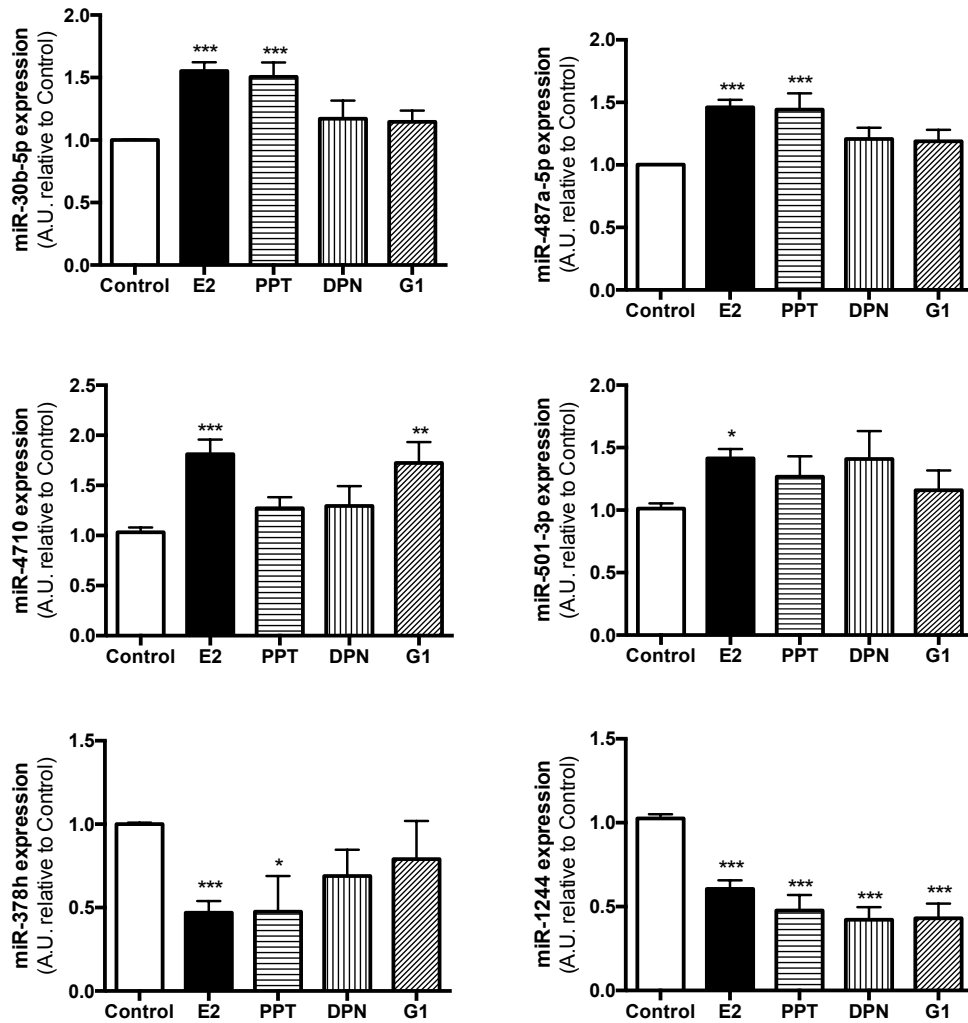 miR-30b-5p expression
(A.U. relative to Control)
2.0
1.5
1.0
0.5
0.0
*** ***
Control E2 PPT DPN G1
miR-487a-5p expression
(A.U. relative to Control)
2.0
1.5
1.0
0.5
0.0
*** ***
Control E2 PPT DPN G1
miR-4710 expression
(A.U. relative to Control)
2.5
2.0
1.5
1.0
0.5
0.0
*** **
Control E2 PPT DPN G1
miR-501-3p expression
(A.U. relative to Control)
2.0
1.5
1.0
0.5
0.0
*
Control E2 PPT DPN G1
miR-378h expression
(A.U. relative to Control)
1.5
1.0
0.5
0.0
*** *
Control E2 PPT DPN G1
miR-1244 expression
(A.U. relative to Control)
1.5
1.0
0.5
0.0
*** *** *** ***
Control E2 PPT DPN G1